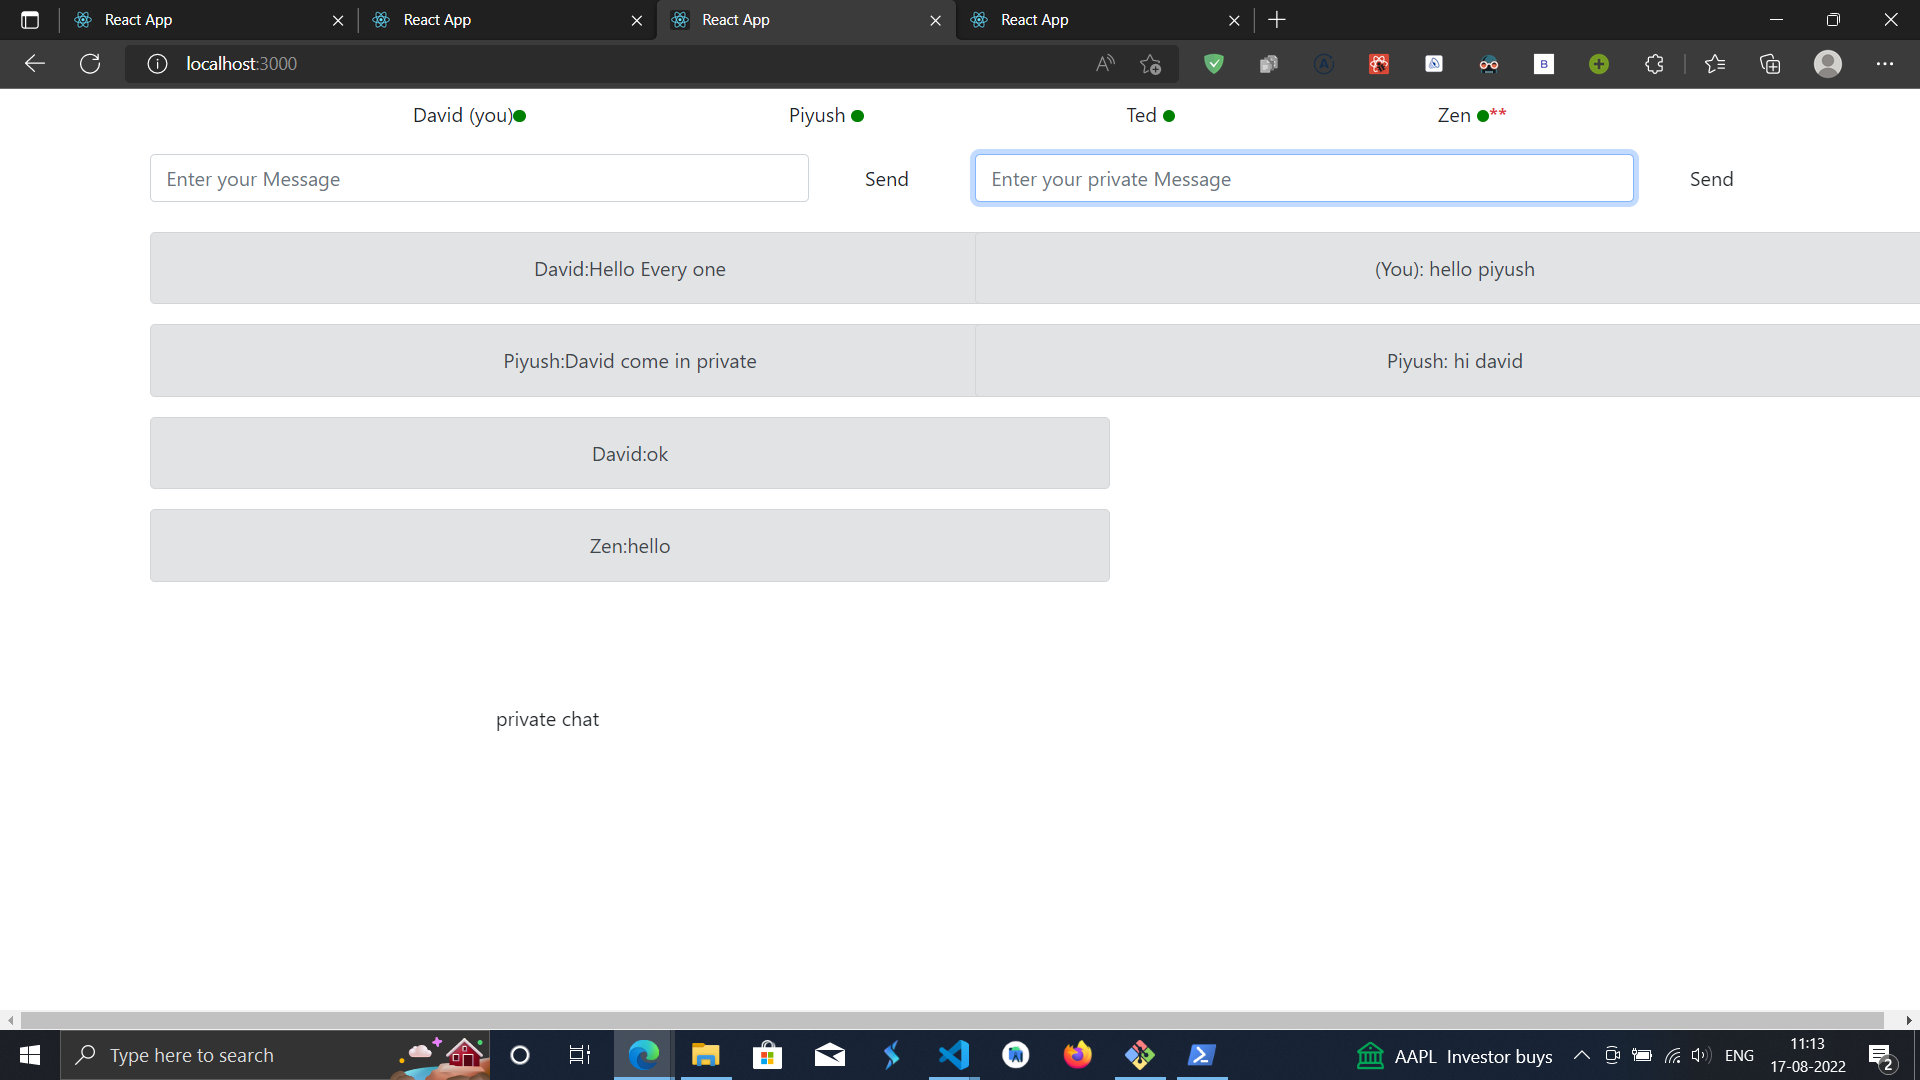 React App
React App
React App
React App
localhost:3000
David (you)
Piyush
Ted
Zen **
Enter your Message
Send
Enter your private Message
Send
David:Hello Every one
(You): hello piyush
Piyush:David come in private
Piyush: hi david
David:ok
Zen:hello
private chat
Type here to search
AAPL Investor buys
ENG
11:13
17-08-2022
2